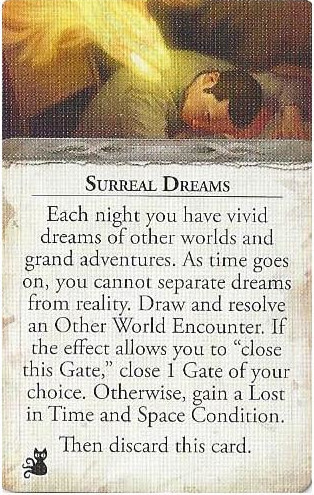 Surreal Dreams
Each night you have vivid
dreams of other worlds and
grand adventures. As time goes
on, you cannot separate dreams
from reality. Draw and resolve
an Other World Encounter. If
the effect allows you to “close
this Gate,” close 1 Gate of your
choice. Otherwise, gain a Lost
in Time and Space Condition.
Then discard this card.